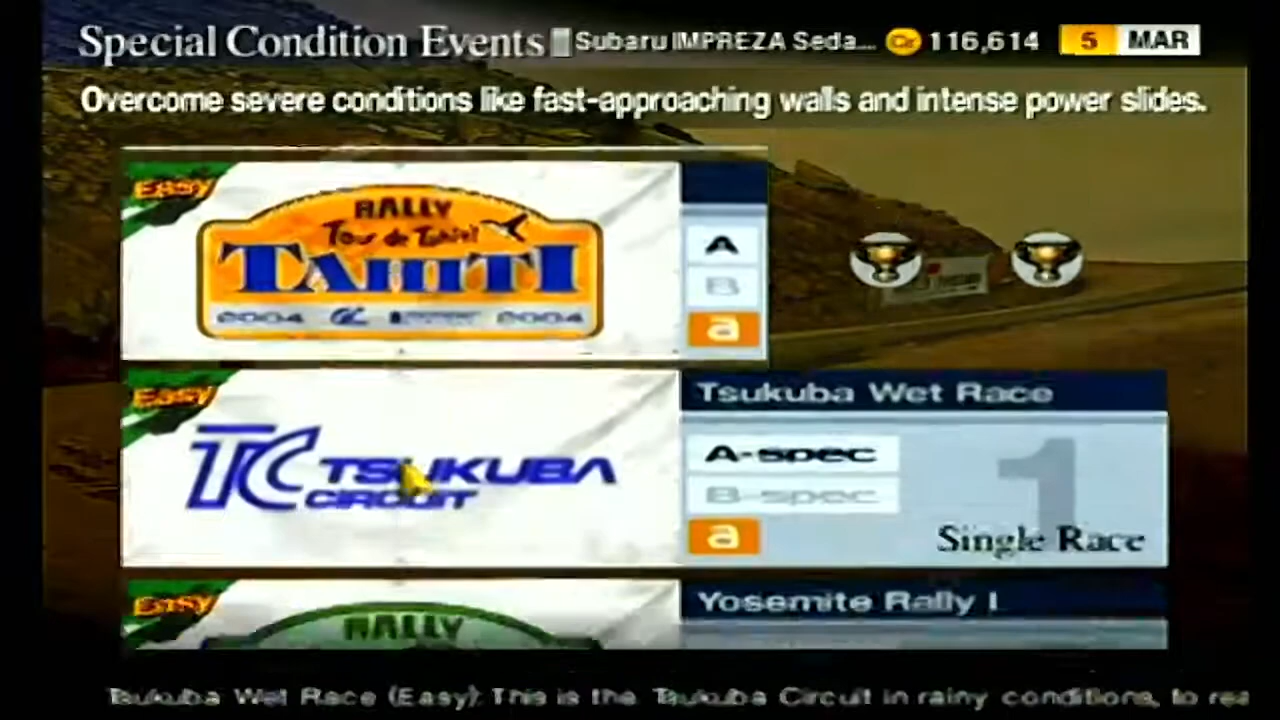 Special Condition Events Subaru IMPREZA Seda... Cr 116,614 5 MAR
Overcome severe conditions like fast-approaching walls and intense power slides.
Easy
RALLY
Tour de Tahiti
TAHITI
2004 2004
A
B
a
Easy
TC TSUKUBA
CIRCUIT
Tsukuba Wet Race
A-spec
B-spec
a
1
Single Race
Easy
RALLY
Yosemite Rally I
Tsukuba Wet Race (Easy): This is the Tsukuba Circuit in rainy conditions, to rea